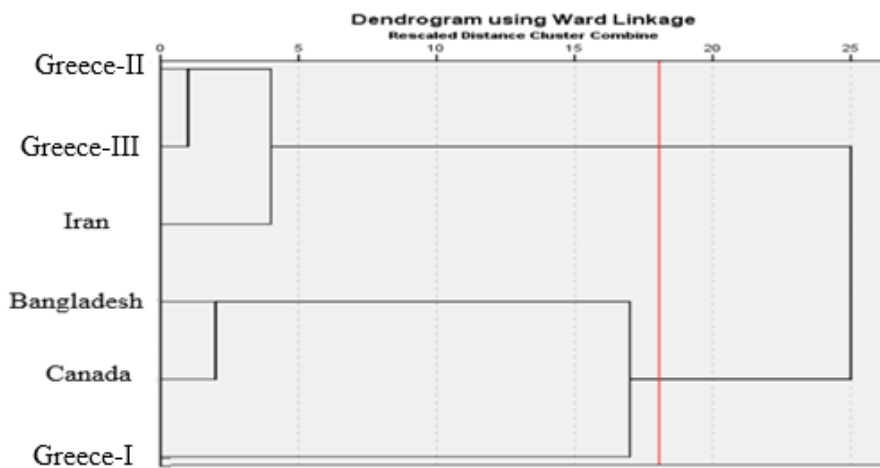 Dendrogram using Ward Linkage
Rescaled Distance Cluster Combine
0 5 10 15 20 25
Greece-II
Greece-III
Iran
Bangladesh
Canada
Greece-I